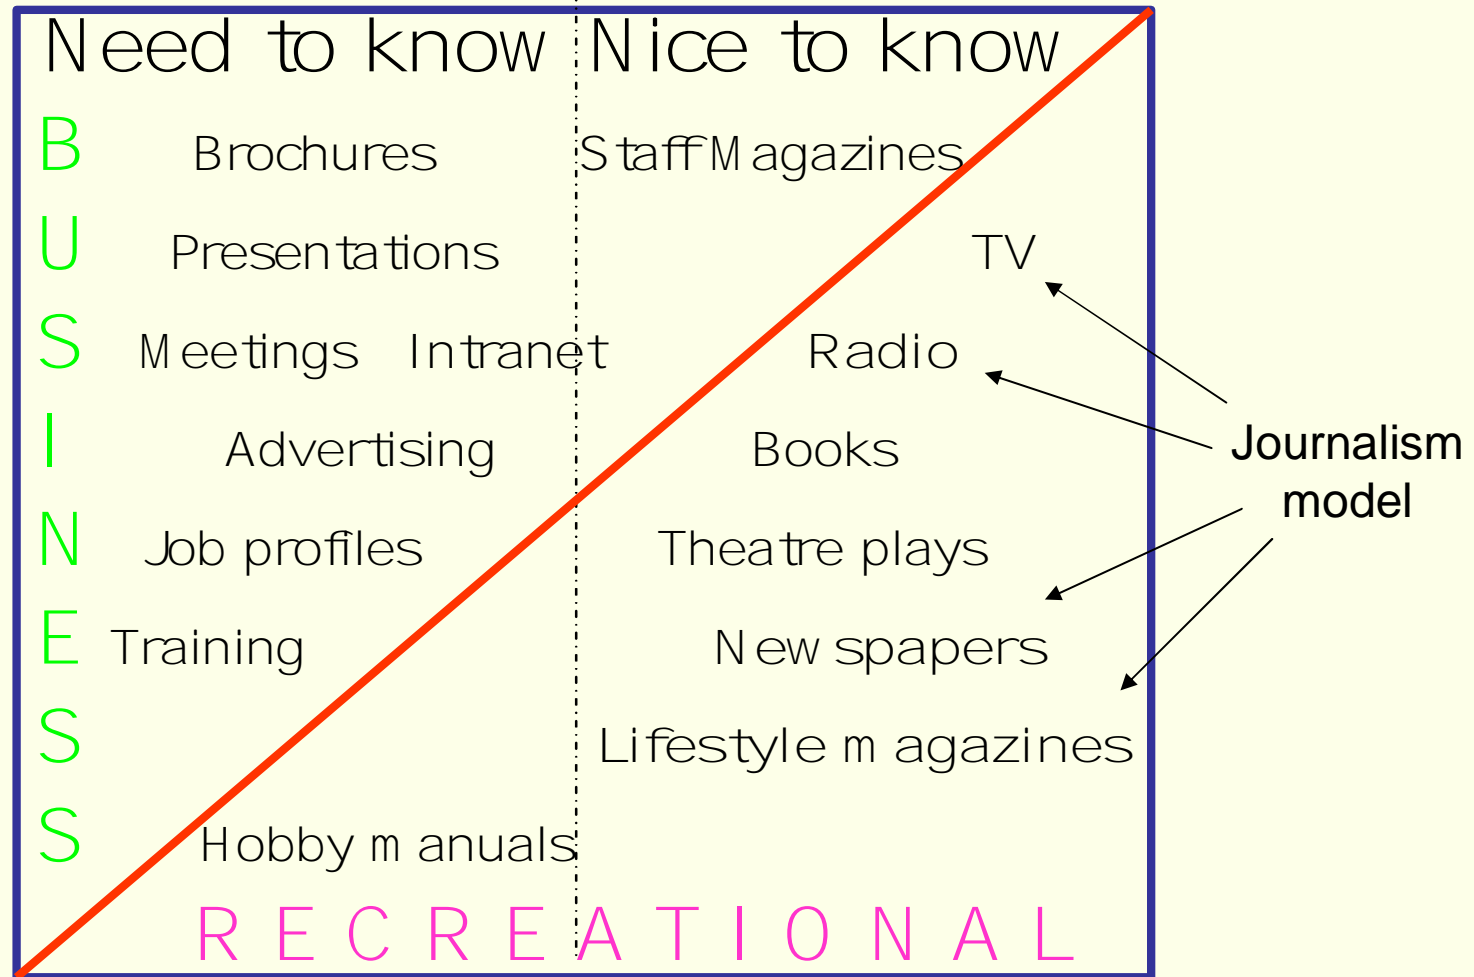 Need to know Nice to know
B Brochures Staff Magazines
U Presentations TV
S Meetings Intranet Radio
I Advertising Books
Journalism
model
N Job profiles Theatre plays
E Training Newspapers
S Lifestyle magazines
S Hobby manuals
RECREATIONAL